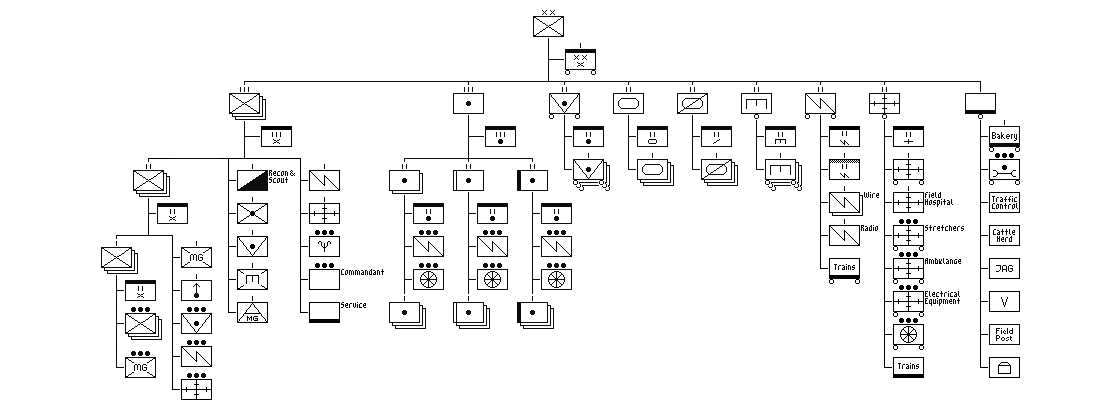 Bakery
Recon &
Scout
Wire
Field
Hospital
Traffic
Control
Radio
Stretchers
Cattle
Herd
MG
Commandant
Trains
Ambulance
JAG
Service
MG
Electrical
Equipment
V
Field
Post
MG
Trains